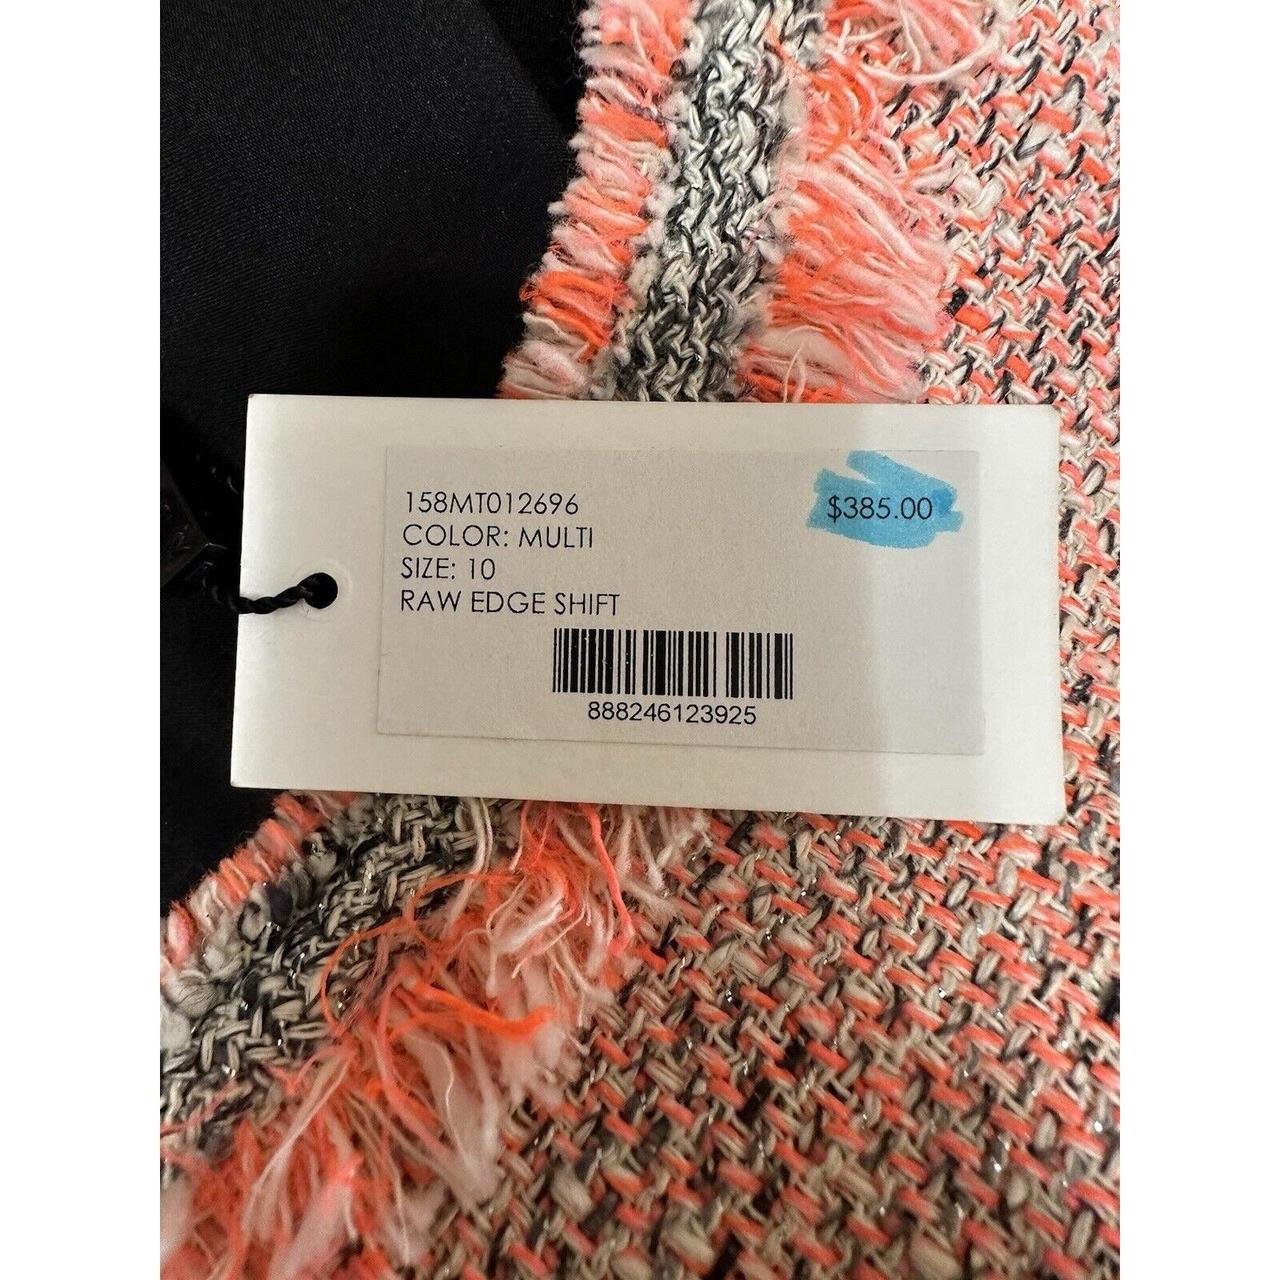 158MT012696 $385.00
COLOR: MULTI
SIZE: 10
RAW EDGE SHIFT
888246123925